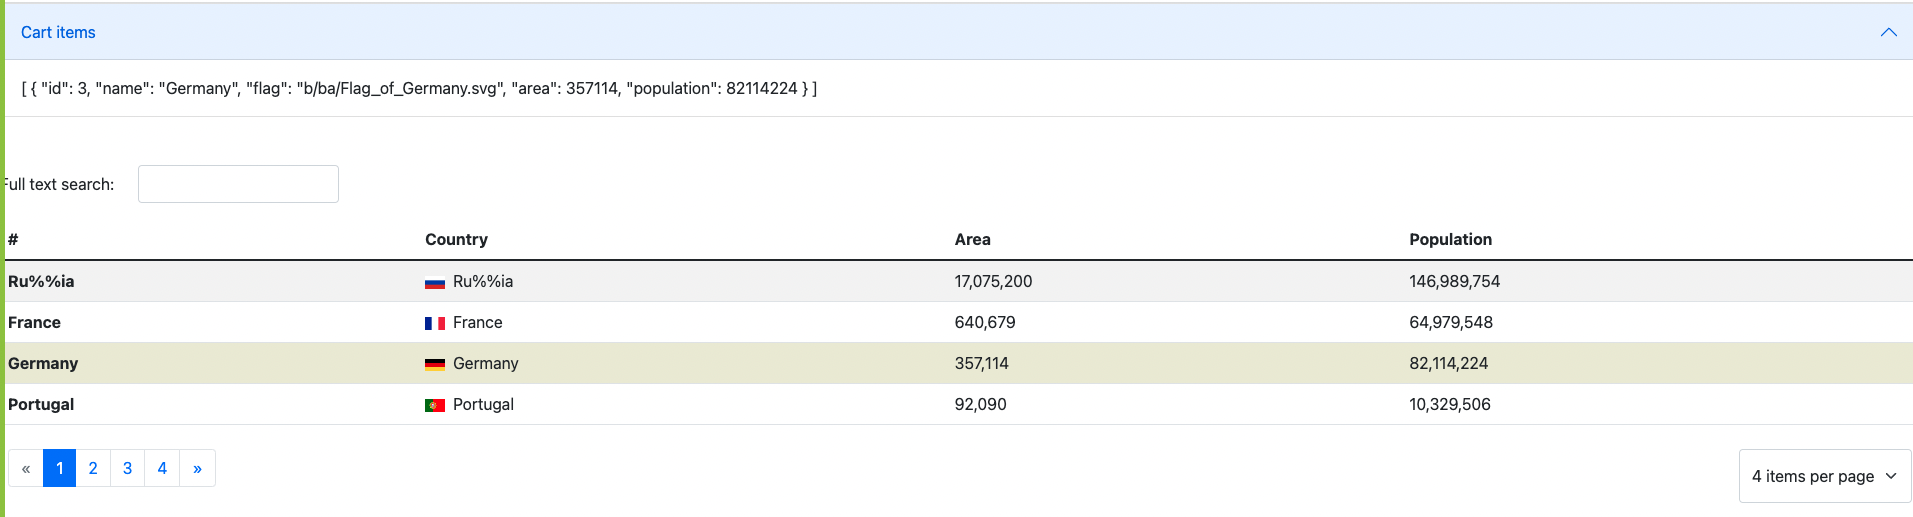 Cart items
[ { "id": 3, "name": "Germany", "flag": "b/ba/Flag_of_Germany.svg", "area": 357114, "population": 82114224 } ]
Full text search:
# Country Area Population
Ru%%ia Ru%%ia 17,075,200 146,989,754
France France 640,679 64,979,548
Germany Germany 357,114 82,114,224
Portugal Portugal 92,090 10,329,506
« 1 2 3 4 » 4 items per page